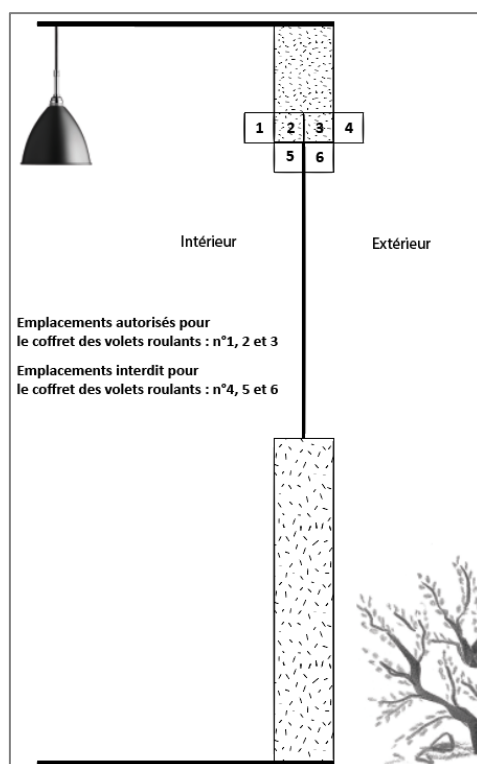 1 2 3 4
5 6
Intérieur Extérieur
Emplacements autorisés pour
le coffret des volets roulants : n°1, 2 et 3
Emplacements interdit pour
le coffret des volets roulants : n°4, 5 et 6